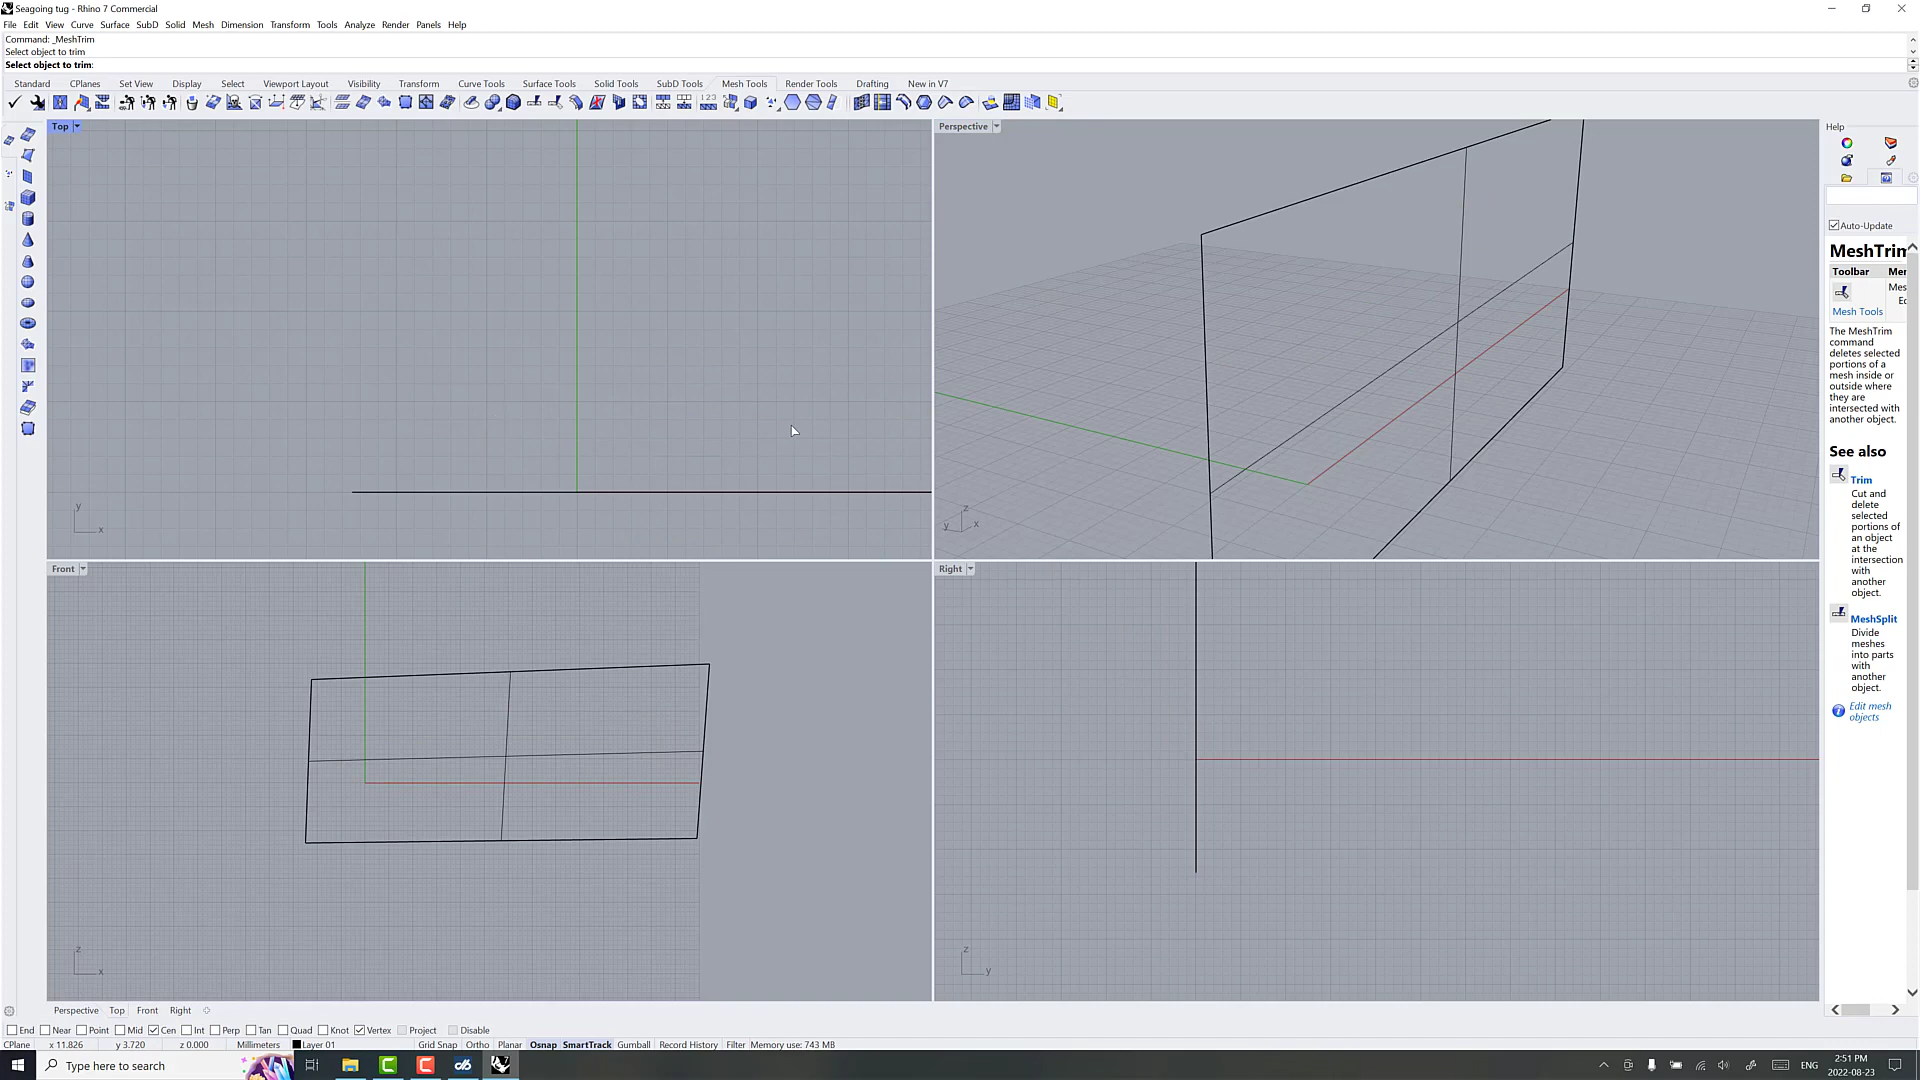 Seagoing tug - Rhino 7 Commercial
File Edit View Curve Surface SubD Solid Mesh Dimension Transform Tools Analyze Render Panels Help
Command: _MeshTrim
Select object to trim
Select object to trim:
Standard CPlanes Set View Display Select Viewport Layout Visibility Transform Curve Tools Surface Tools Solid Tools SubD Tools Mesh Tools Render Tools Drafting New in V7
Top
Perspective
Help
Auto-Update
MeshTrim
Toolbar Mer
Mes
Ec
Mesh Tools
The MeshTrim
command
deletes selected
portions of a
mesh inside or
outside where
they are
intersected with
another object.
See also
Trim
Cut and
delete
selected
portions of
an object
at the
intersection
with
another
object.
MeshSplit
Divide
meshes
into parts
with
another
object.
Edit mesh
objects
y
x
z
y
x
Front
Right
z
x
z
y
Perspective Top Front Right
End Near Point Mid Cen Int Perp Tan Quad Knot Vertex Project Disable
CPlane x 11.826 y 3.720 z 0.000 Millimeters Layer 01 Grid Snap Ortho Planar Osnap SmartTrack Gumball Record History Filter Memory use: 743 MB
Type here to search
ENG
2:51 PM
2022-08-23